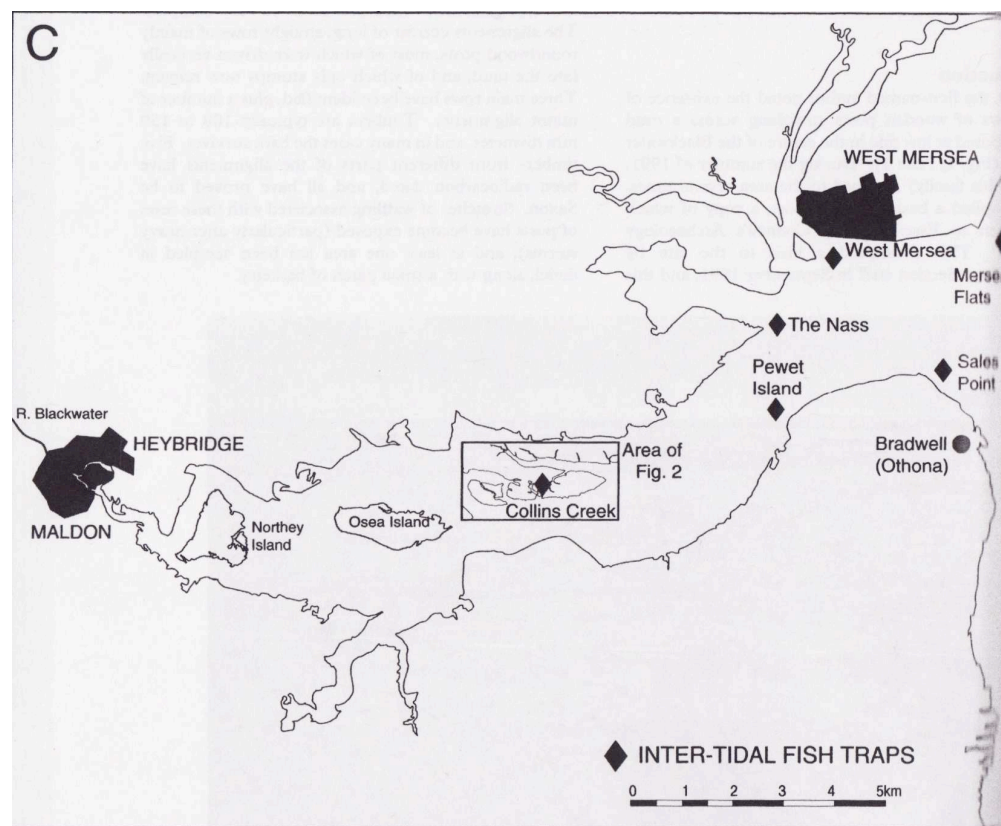 C
WEST MERSEA
West Mersea
Flats
The Nass
Pewet
Island
Sales
Point
R. Blackwater
HEYBRIDGE
Area of
Fig. 2
Bradwell
(Othona)
Collins Creek
MALDON
Northey
Island
Osea Island
INTER-TIDAL FISH TRAPS
0 1 2 3 4 5km